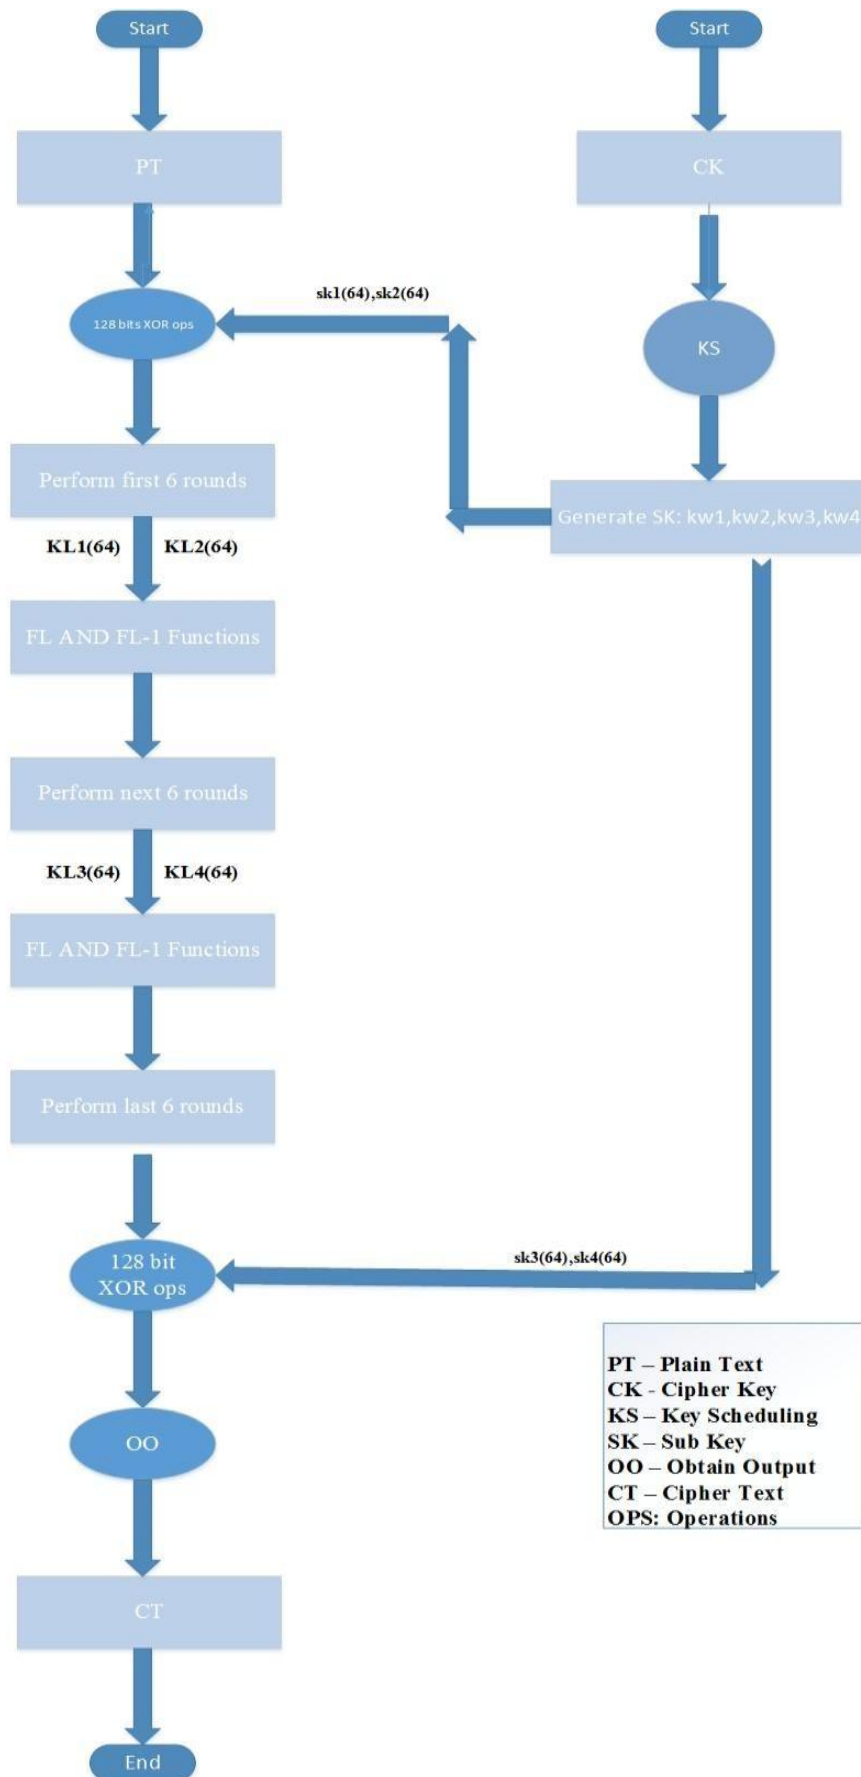 Start
Start
PT
CK
sk1(64),sk2(64)
128 bits XOR ops
KS
Perform first 6 rounds
Generate SK: kw1,kw2,kw3,kw4
KL1(64) KL2(64)
FL AND FL-1 Functions
Perform next 6 rounds
KL3(64) KL4(64)
FL AND FL-1 Functions
Perform last 6 rounds
sk3(64),sk4(64)
128 bit
XOR ops
PT – Plain Text
CK - Cipher Key
KS – Key Scheduling
SK – Sub Key
OO – Obtain Output
CT – Cipher Text
OPS: Operations
OO
CT
End